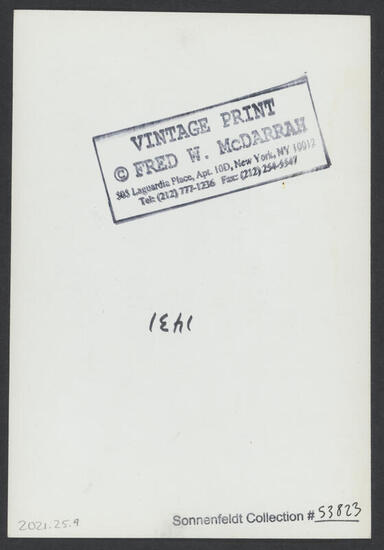 VINTAGE PRINT
© FRED W. McDARRAH
505 Laguardia Place, Apt. 10D, New York, NY 10012
Tel: (212) 777-1236 Fax: (212) 254-5547
1431
2021.25.9
Sonnenfeldt Collection # 53823